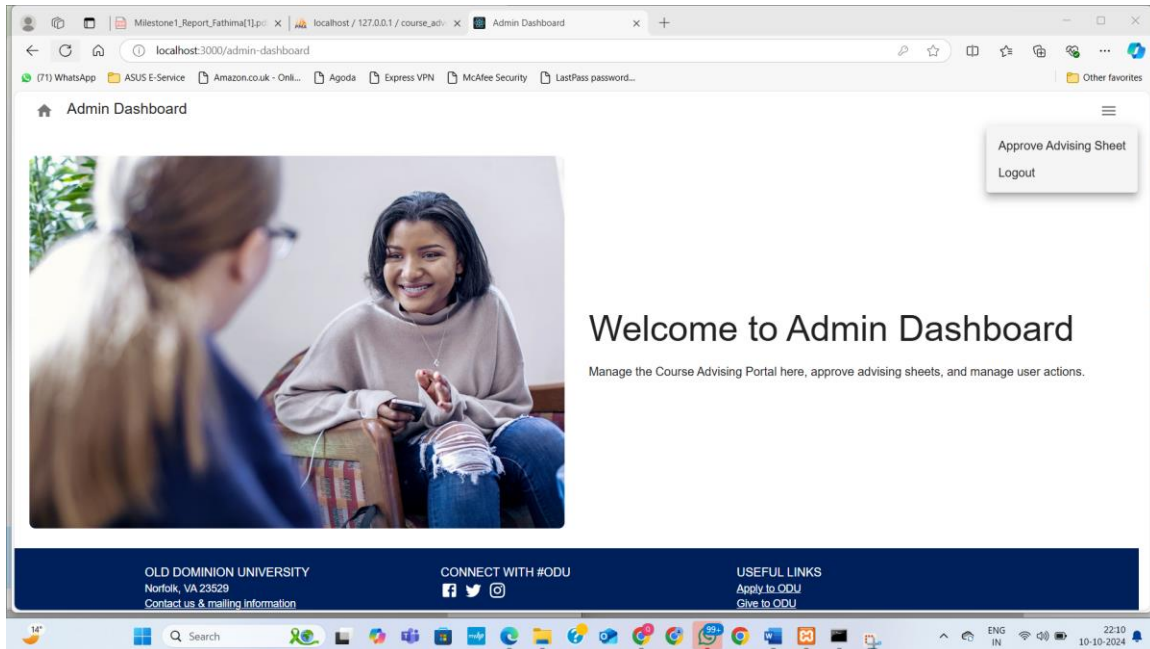 Milestone1_Report_Fathima[1].pd
localhost / 127.0.0.1 / course_adv
Admin Dashboard
localhost:3000/admin-dashboard
(71) WhatsApp
ASUS E-Service
Amazon.co.uk - Onli...
Agoda
Express VPN
McAfee Security
LastPass password...
Other favorites
Admin Dashboard
Approve Advising Sheet
Logout
Welcome to Admin Dashboard
Manage the Course Advising Portal here, approve advising sheets, and manage user actions.
OLD DOMINION UNIVERSITY
Norfolk, VA 23529
Contact us & mailing information
CONNECT WITH #ODU
USEFUL LINKS
Apply to ODU
Give to ODU
14°
Search
99+
ENG
IN
22:10
10-10-2024